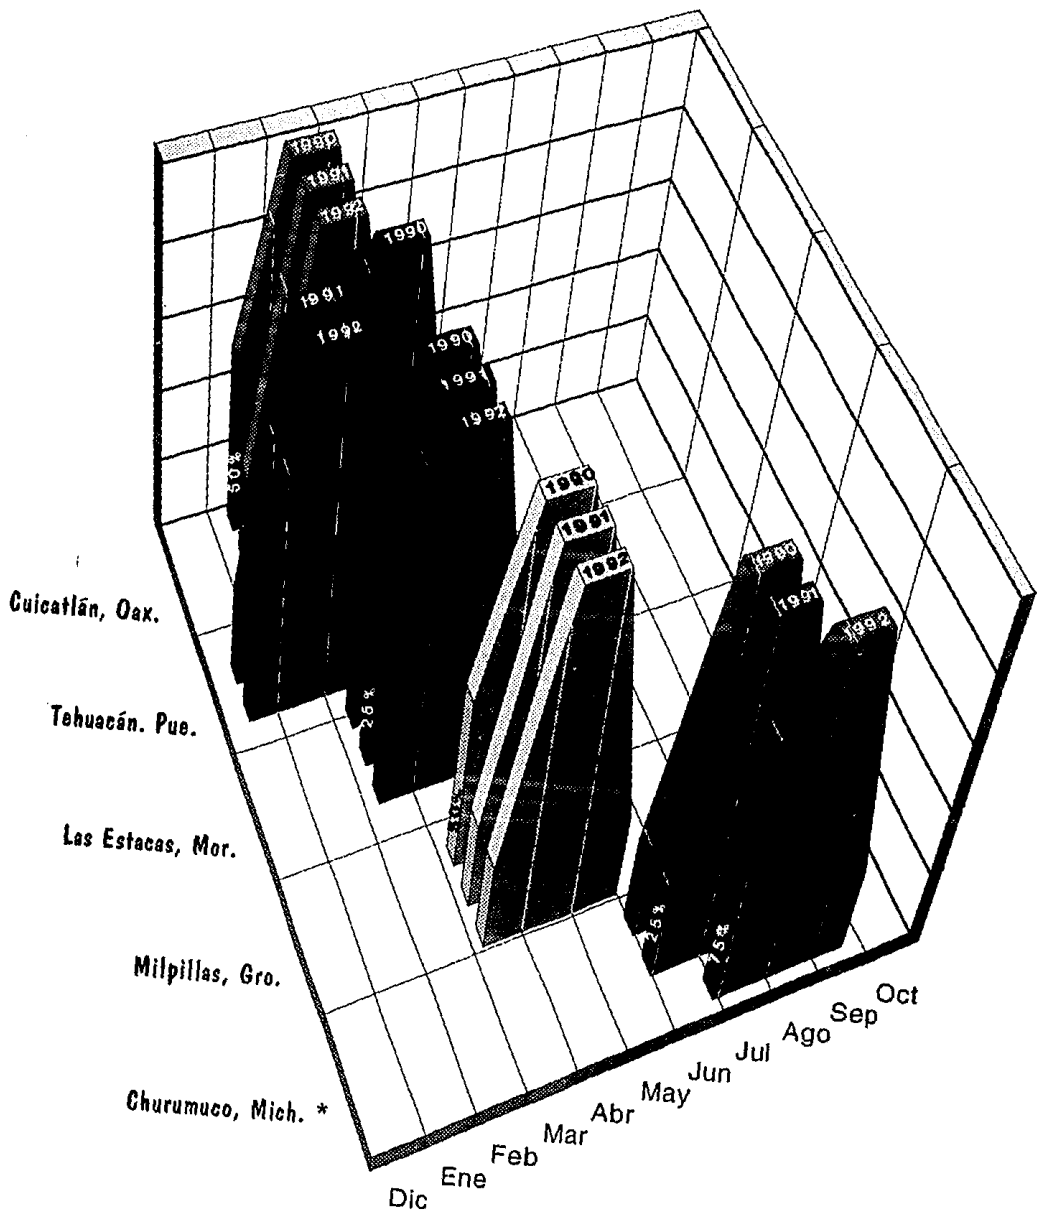 1990
1991
1992
1990
1991
1992
1990
1991
1992
50%
1990
1991
1992
1990
1991
1992
25%
50%
25%
Cuicatlán, Oax.
Tehuacán. Pue.
Las Estacas, Mor.
Milpillas, Gro.
Churumuco, Mich. *
Dic
Ene
Feb
Mar
Abr
May
Jun
Jul
Ago
Sep
Oct